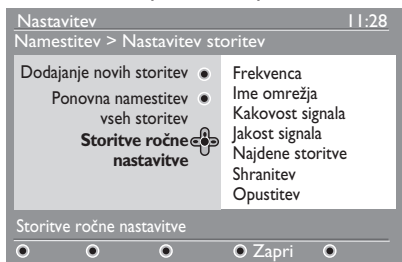 Nastavitev 11:28
Namestitev > Nastavitev storitev
Dodajanje novih storitev
Ponovna namestitev
vseh storitev
Storitve ročne
nastavitve
Frekvenca
Ime omrežja
Kakovost signala
Jakost signala
Najdene storitve
Shranitev
Opustitev
Storitve ročne nastavitve
Zapri